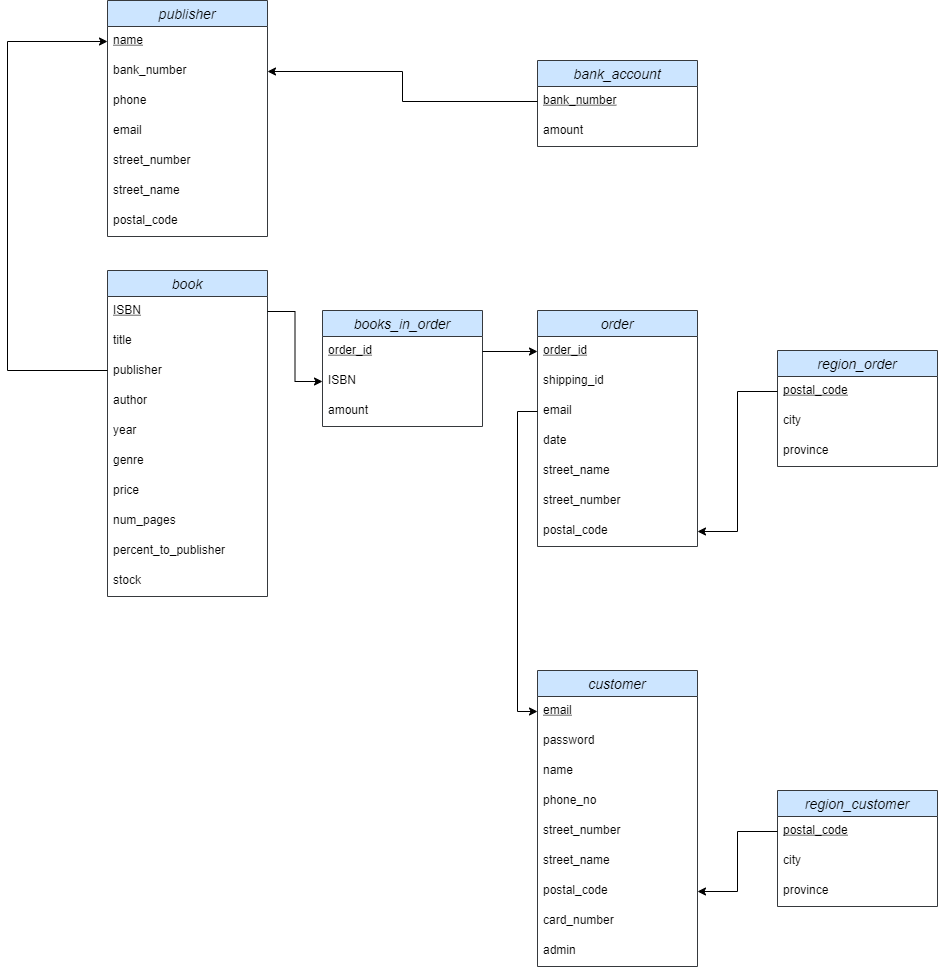 publisher
name
bank_number
phone
email
street_number
street_name
postal_code
bank_account
bank_number
amount
book
ISBN
title
publisher
author
year
genre
price
num_pages
percent_to_publisher
stock
books_in_order
order_id
ISBN
amount
order
order_id
shipping_id
email
date
street_name
street_number
postal_code
region_order
postal_code
city
province
customer
email
password
name
phone_no
street_number
street_name
postal_code
card_number
admin
region_customer
postal_code
city
province